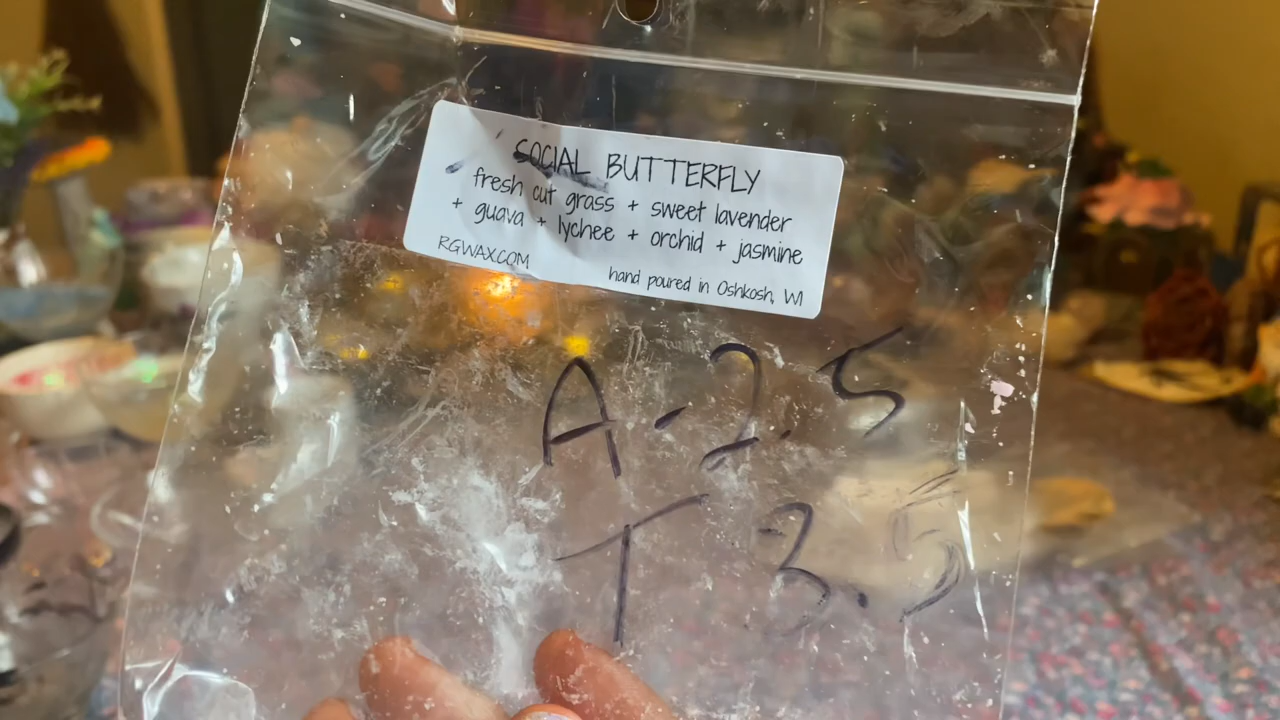 SOCIAL BUTTERFLY
fresh cut grass + sweet lavender
+ guava + lychee + orchid + jasmine
RGWAX.COM
hand poured in Oshkosh, WI
A-2.5
T 3.5